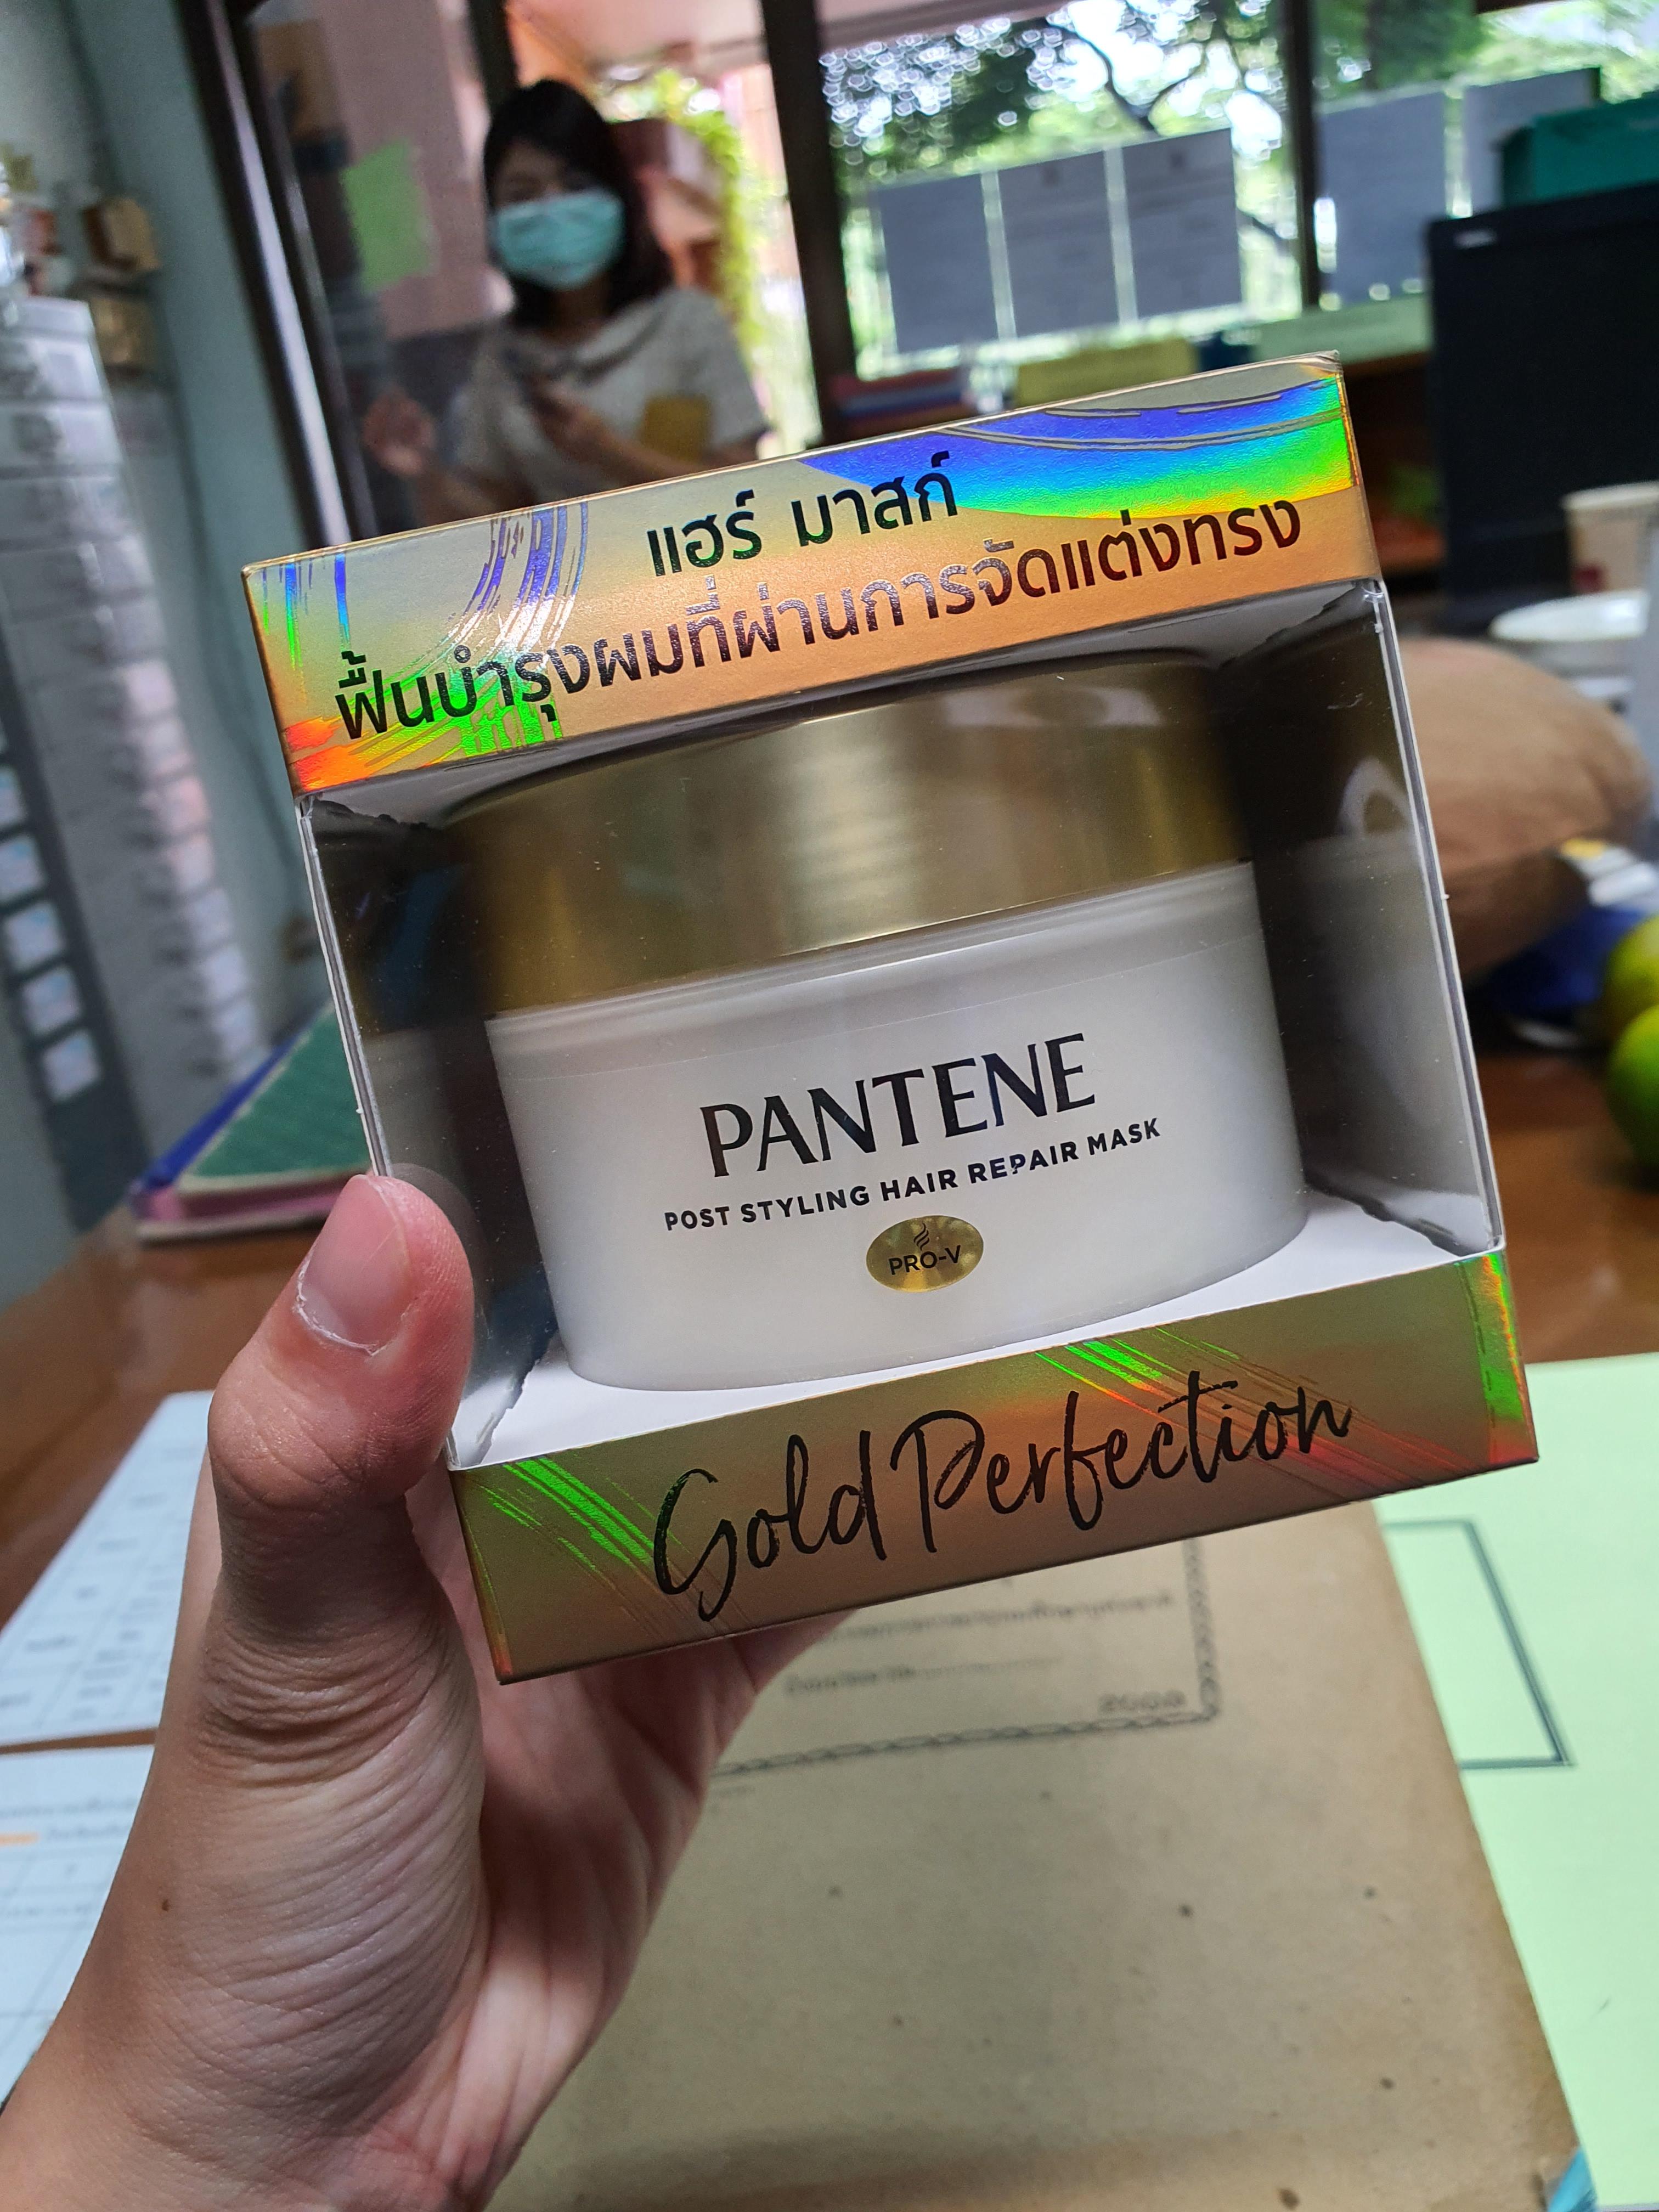 แฮร์ มาสก์
ฟื้นบำรุงผมที่ผ่านการจัดแต่งทรง
PANTENE
POST STYLING HAIR REPAIR MASK
PRO-V
Gold Perfection